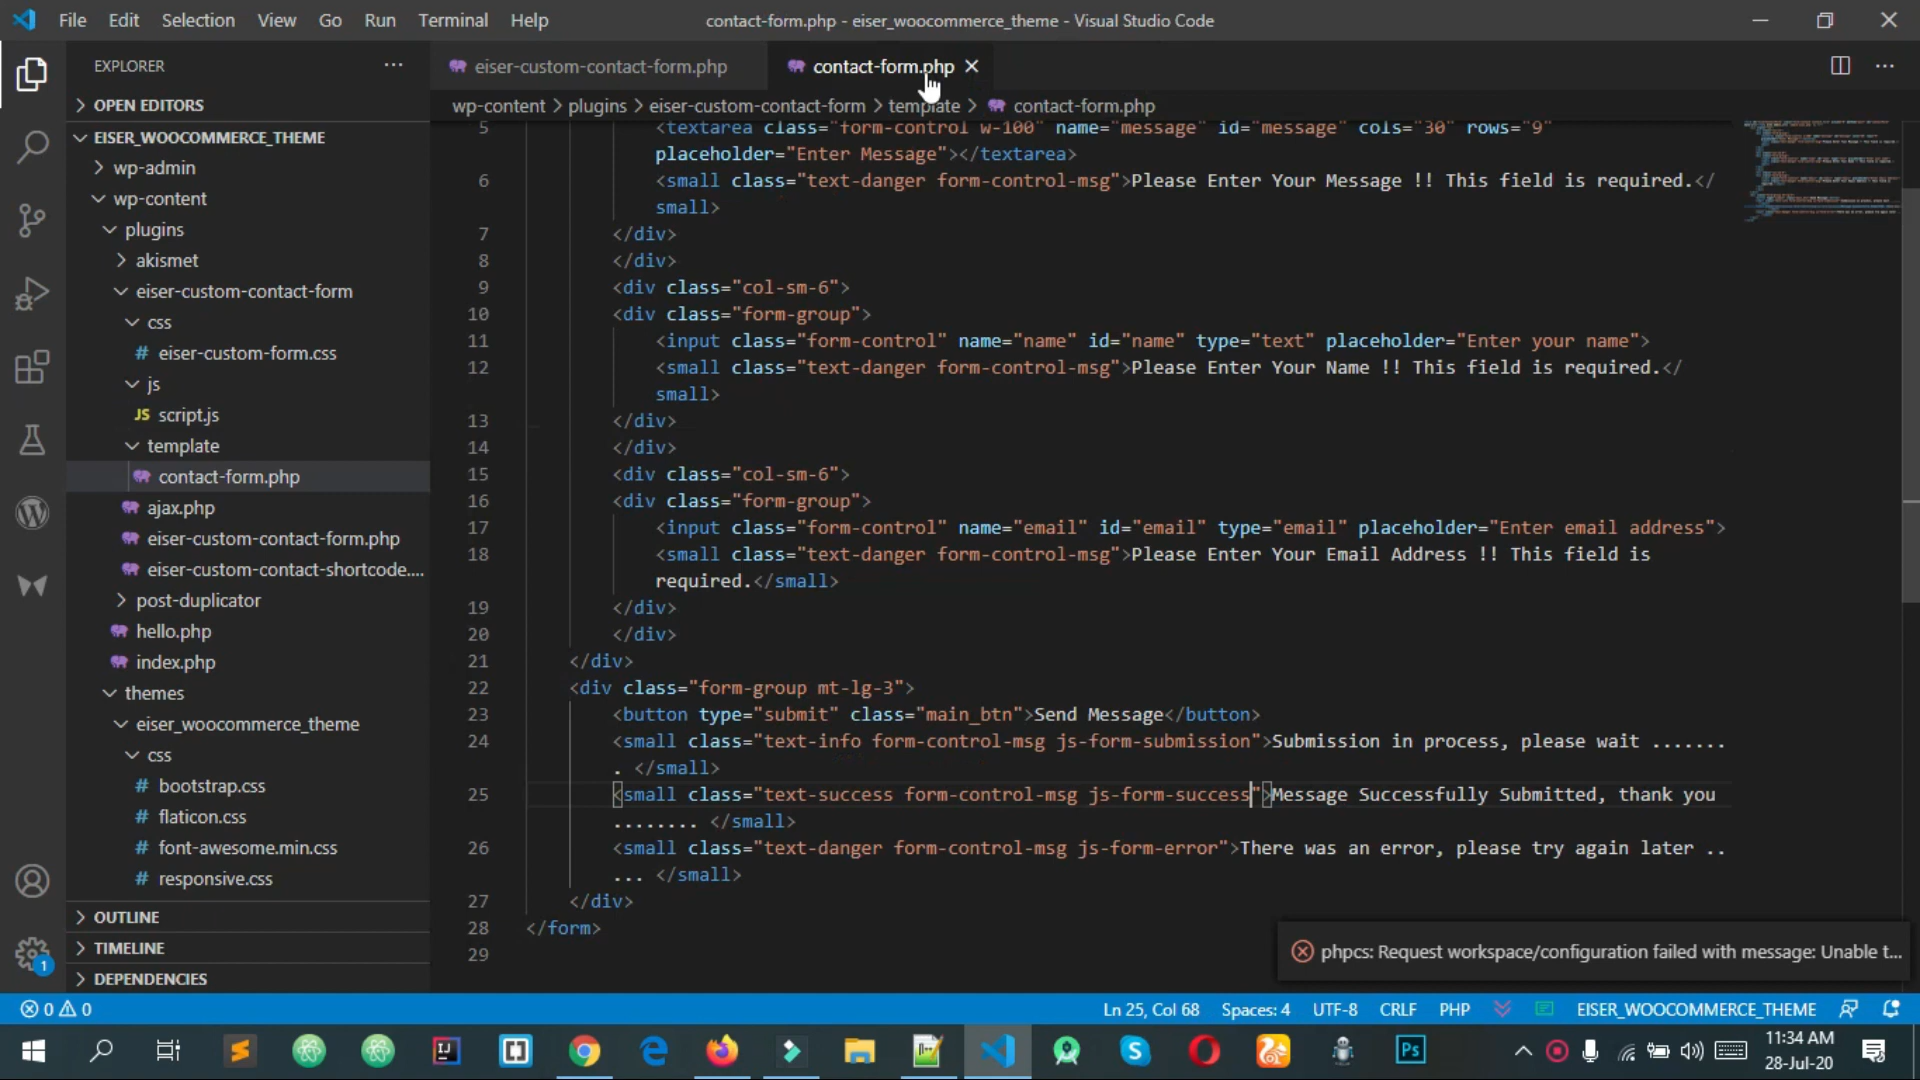 File Edit Selection View Go Run Terminal Help
contact-form.php - eiser_woocommerce_theme - Visual Studio Code
EXPLORER
eiser-custom-contact-form.php
contact-form.php
OPEN EDITORS
wp-content > plugins > eiser-custom-contact-form > template > contact-form.php
EISER_WOOCOMMERCE_THEME
wp-admin
wp-content
plugins
akismet
eiser-custom-contact-form
css
# eiser-custom-form.css
js
JS script.js
template
contact-form.php
ajax.php
eiser-custom-contact-form.php
eiser-custom-contact-shortcode....
post-duplicator
hello.php
index.php
themes
eiser_woocommerce_theme
css
# bootstrap.css
# flaticon.css
# font-awesome.min.css
# responsive.css
OUTLINE
TIMELINE
DEPENDENCIES
5 <textarea class="form-control w-100" name="message" id="message" cols="30" rows="9"
placeholder="Enter Message"></textarea>
6 <small class="text-danger form-control-msg">Please Enter Your Message !! This field is required.</
small>
7 </div>
8 </div>
9 <div class="col-sm-6">
10 <div class="form-group">
11 <input class="form-control" name="name" id="name" type="text" placeholder="Enter your name">
12 <small class="text-danger form-control-msg">Please Enter Your Name !! This field is required.</
small>
13 </div>
14 </div>
15 <div class="col-sm-6">
16 <div class="form-group">
17 <input class="form-control" name="email" id="email" type="email" placeholder="Enter email address">
18 <small class="text-danger form-control-msg">Please Enter Your Email Address !! This field is
required.</small>
19 </div>
20 </div>
21 </div>
22 <div class="form-group mt-lg-3">
23 <button type="submit" class="main_btn">Send Message</button>
24 <small class="text-info form-control-msg js-form-submission">Submission in process, please wait .......
. </small>
25 <small class="text-success form-control-msg js-form-success">Message Successfully Submitted, thank you
........ </small>
26 <small class="text-danger form-control-msg js-form-error">There was an error, please try again later ..
... </small>
27 </div>
28 </form>
29
phpcs: Request workspace/configuration failed with message: Unable t...
1
0 0
Ln 25, Col 68 Spaces: 4 UTF-8 CRLF PHP EISER_WOOCOMMERCE_THEME
IJ
Ps
11:34 AM
28-Jul-20